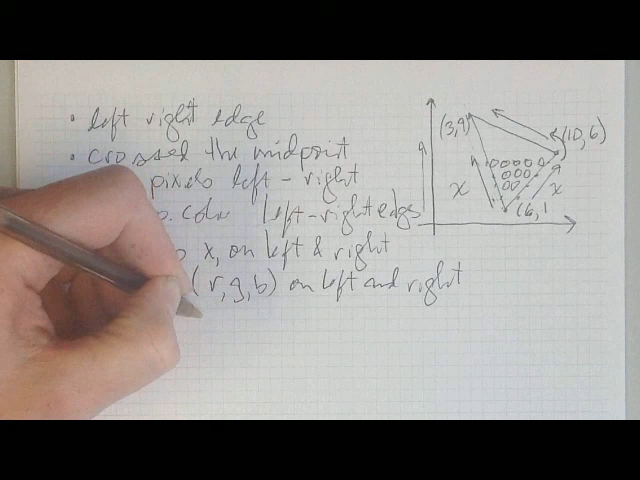 • left right edge
• crossed the midpoint
pixels left - right
left-right edges
x, on left & right
(r, g, b) on left and right
(3,9)
(10,6)
x
x
(6,1